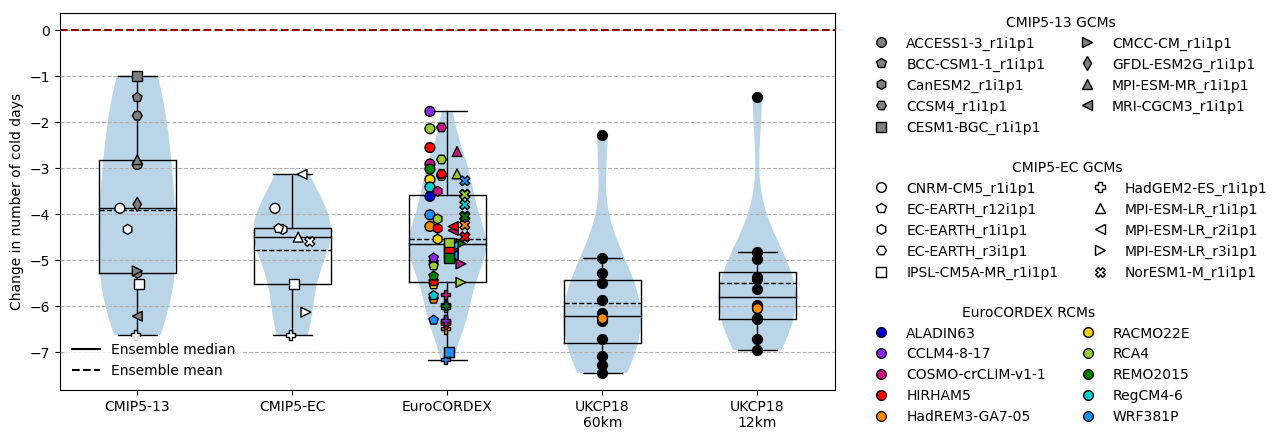 Change in number of cold days
0
−1
−2
−3
−4
−5
−6
−7
Ensemble median
Ensemble mean
CMIP5-13
CMIP5-EC
EuroCORDEX
UKCP18
60km
UKCP18
12km
CMIP5-13 GCMs
ACCESS1-3_r1i1p1
BCC-CSM1-1_r1i1p1
CanESM2_r1i1p1
CCSM4_r1i1p1
CESM1-BGC_r1i1p1
CMCC-CM_r1i1p1
GFDL-ESM2G_r1i1p1
MPI-ESM-MR_r1i1p1
MRI-CGCM3_r1i1p1
CMIP5-EC GCMs
CNRM-CM5_r1i1p1
EC-EARTH_r12i1p1
EC-EARTH_r1i1p1
EC-EARTH_r3i1p1
IPSL-CM5A-MR_r1i1p1
HadGEM2-ES_r1i1p1
MPI-ESM-LR_r1i1p1
MPI-ESM-LR_r2i1p1
MPI-ESM-LR_r3i1p1
NorESM1-M_r1i1p1
EuroCORDEX RCMs
ALADIN63
CCLM4-8-17
COSMO-crCLIM-v1-1
HIRHAM5
HadREM3-GA7-05
RACMO22E
RCA4
REMO2015
RegCM4-6
WRF381P